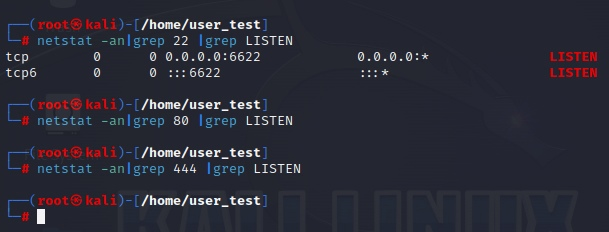 ┌──(root㉿kali)-[/home/user_test]
└─# netstat -an|grep 22 |grep LISTEN
tcp        0      0 0.0.0.0:6622            0.0.0.0:*               LISTEN
tcp6       0      0 :::6622                 :::*                    LISTEN
┌──(root㉿kali)-[/home/user_test]
└─# netstat -an|grep 80 |grep LISTEN
┌──(root㉿kali)-[/home/user_test]
└─# netstat -an|grep 444 |grep LISTEN
┌──(root㉿kali)-[/home/user_test]
└─#
KALI LINUX